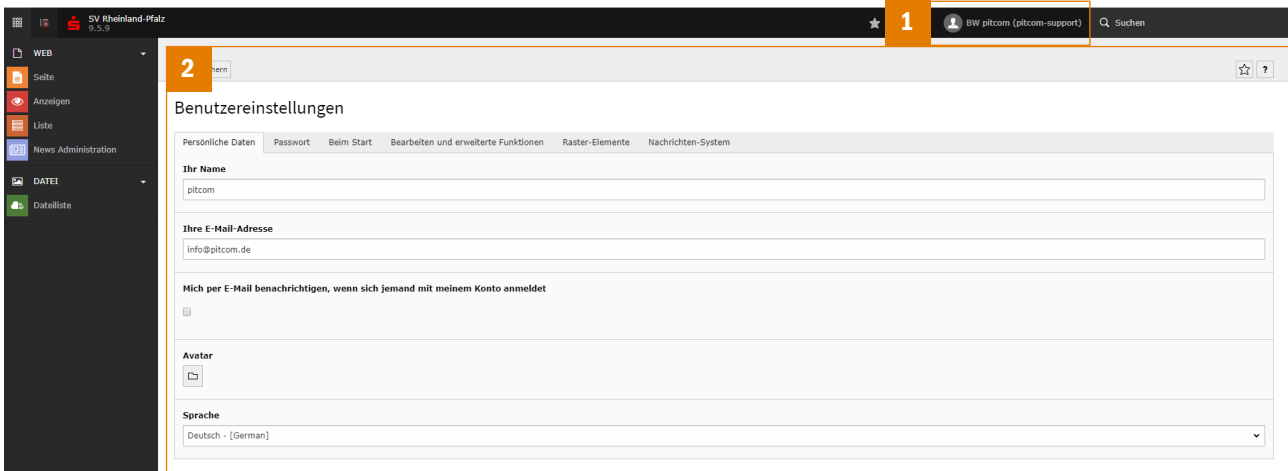 SV Rheinland-Pfalz
9.5.9
1
BW pitcom (pitcom-support)
Suchen
WEB
Seite
Anzeigen
Liste
News Administration
DATEI
Dateiliste
2
hern
?
Benutzereinstellungen
Persönliche Daten Passwort Beim Start Bearbeiten und erweiterte Funktionen Raster-Elemente Nachrichten-System
Ihr Name
pitcom
Ihre E-Mail-Adresse
info@pitcom.de
Mich per E-Mail benachrichtigen, wenn sich jemand mit meinem Konto anmeldet
Avatar
Sprache
Deutsch - [German]